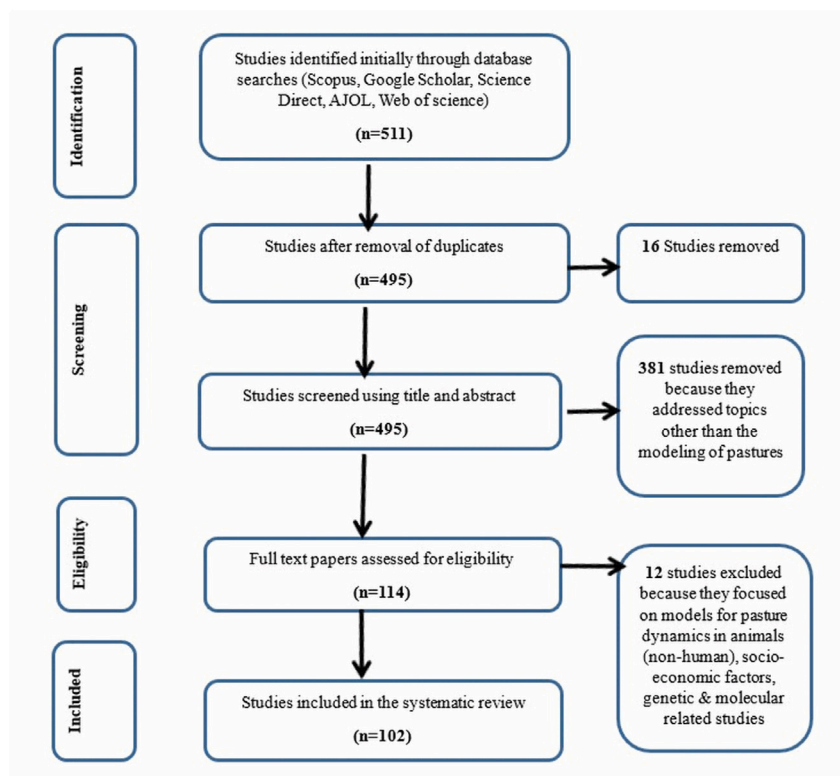 Identification
Studies identified initially through database
searches (Scopus, Google Scholar, Science
Direct, AJOL, Web of science)
(n=511)
Screening
Studies after removal of duplicates
(n=495)
16 Studies removed
Studies screened using title and abstract
(n=495)
381 studies removed
because they
addressed topics
other than the
modeling of pastures
Eligibility
Full text papers assessed for eligibility
(n=114)
12 studies excluded
because they focused
on models for pasture
dynamics in animals
(non-human), socio-
economic factors,
genetic & molecular
related studies
Included
Studies included in the systematic review
(n=102)